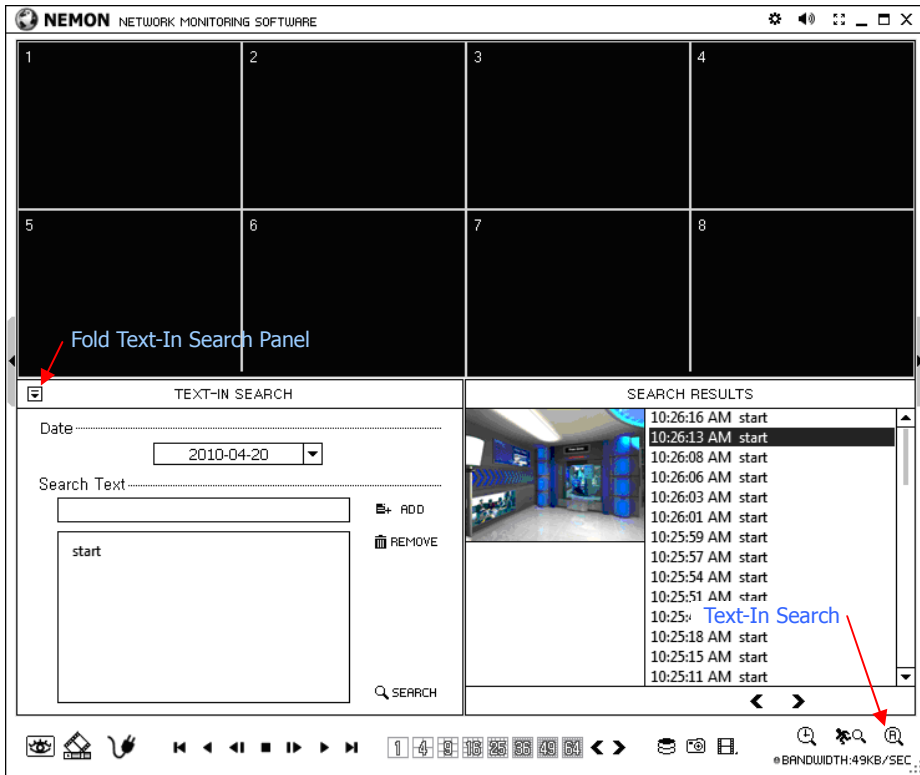 NEMON NETWORK MONITORING SOFTWARE
1 2 3 4
5 6 7 8
Fold Text-In Search Panel
TEXT-IN SEARCH
Date
2010-04-20
Search Text
ADD
REMOVE
start
SEARCH
SEARCH RESULTS
10:26:16 AM start
10:26:13 AM start
10:26:08 AM start
10:26:06 AM start
10:26:03 AM start
10:26:01 AM start
10:25:59 AM start
10:25:57 AM start
10:25:54 AM start
10:25:51 AM start
10:25:4
Text-In Search
10:25:18 AM start
10:25:15 AM start
10:25:11 AM start
1 4 9 16 25 36 49 64
BANDWIDTH:49KB/SEC